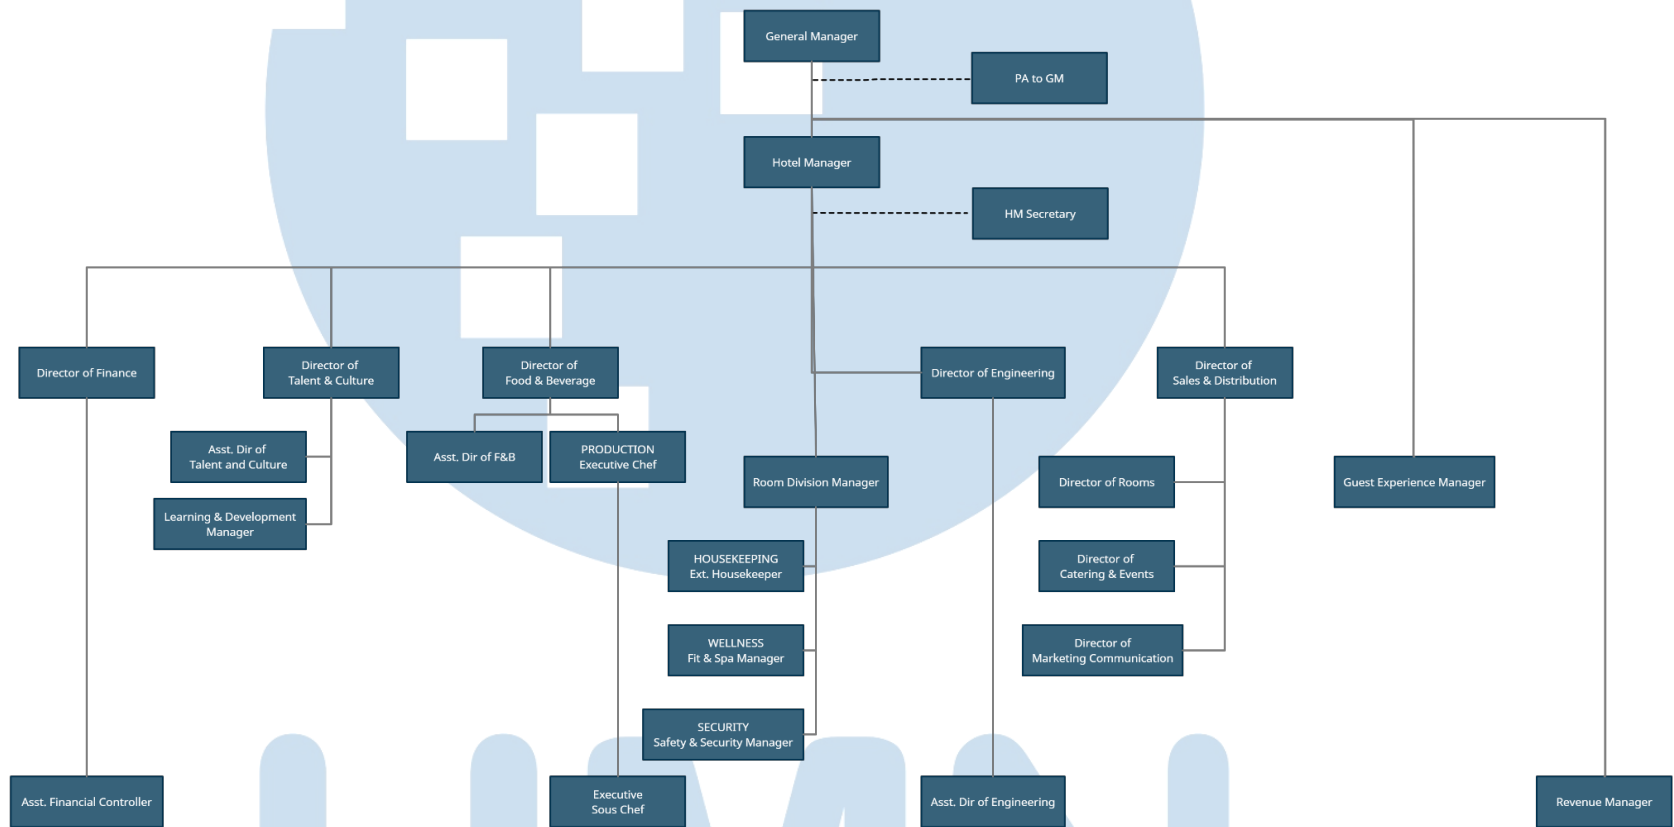 General Manager
PA to GM
Hotel Manager
HM Secretary
Director of Finance
Director of
Talent & Culture
Director of
Food & Beverage
Director of Engineering
Director of
Sales & Distribution
Asst. Dir of
Talent and Culture
Asst. Dir of F&B
PRODUCTION
Executive Chef
Room Division Manager
Director of Rooms
Guest Experience Manager
Learning & Development
Manager
HOUSEKEEPING
Ext. Housekeeper
Director of
Catering & Events
WELLNESS
Fit & Spa Manager
Director of
Marketing Communication
SECURITY
Safety & Security Manager
Asst. Financial Controller
Executive
Sous Chef
Asst. Dir of Engineering
Revenue Manager